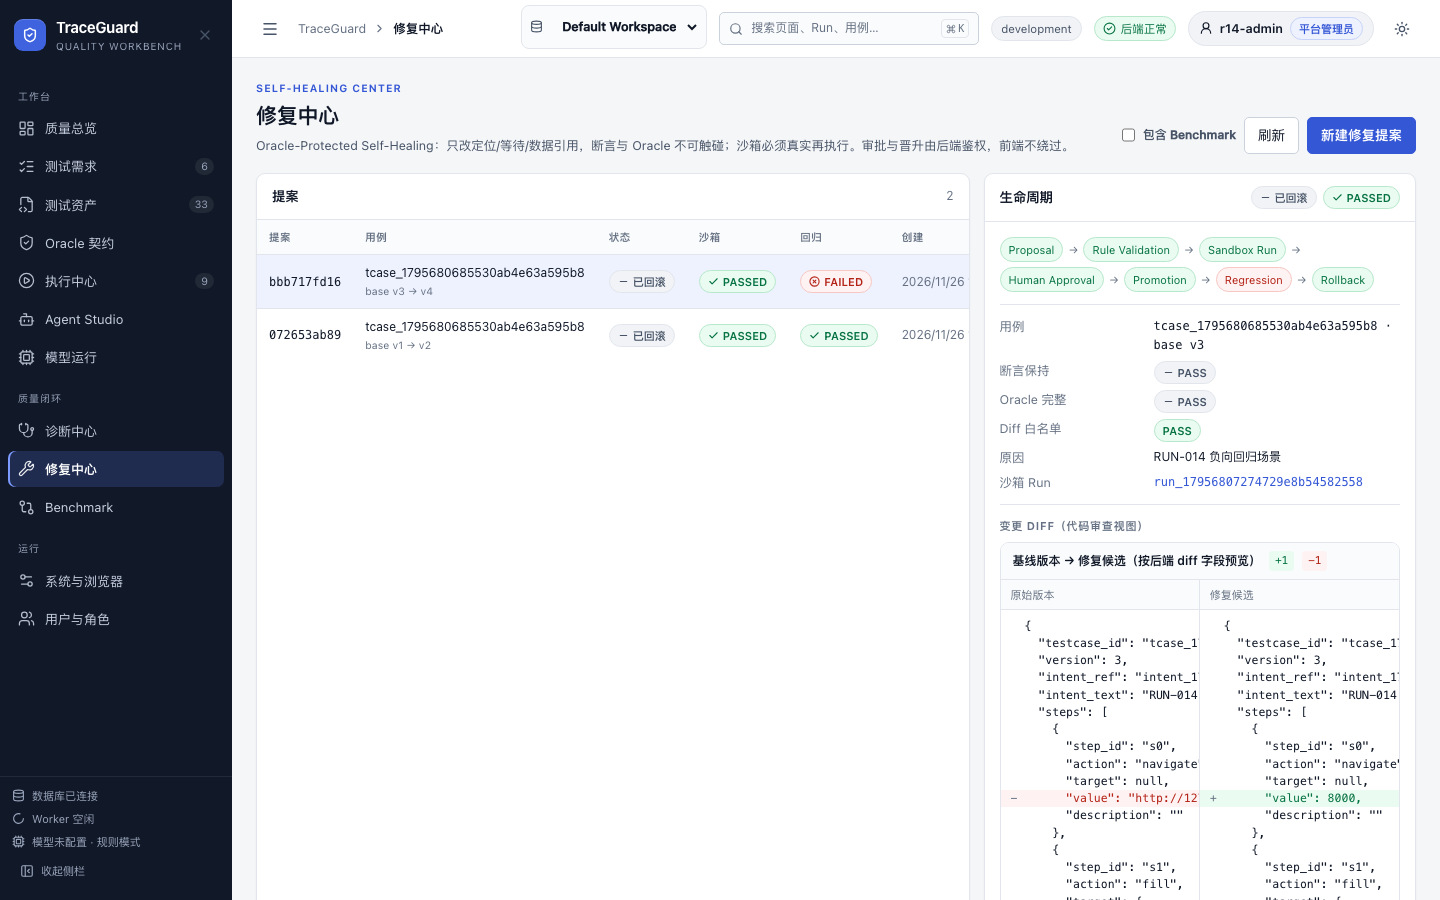 TraceGuard
QUALITY WORKBENCH
工作台
质量总览
测试需求 6
测试资产 33
Oracle 契约
执行中心 9
Agent Studio
模型运行
质量闭环
诊断中心
修复中心
Benchmark
运行
系统与浏览器
用户与角色
数据库已连接
Worker 空闲
模型未配置 · 规则模式
收起侧栏
TraceGuard > 修复中心
Default Workspace
搜索页面、Run、用例... ⌘ K
development
后端正常
r14-admin 平台管理员
SELF-HEALING CENTER
修复中心
Oracle-Protected Self-Healing：只改定位/等待/数据引用，断言与 Oracle 不可触碰；沙箱必须真实再执行。审批与晋升由后端鉴权，前端不绕过。
包含 Benchmark
刷新
新建修复提案
提案 2
提案 用例 状态 沙箱 回归 创建
bbb717fd16 tcase_1795680685530ab4e63a595b8 – 已回滚 PASSED FAILED 2026/11/26
base v3 → v4
072653ab89 tcase_1795680685530ab4e63a595b8 – 已回滚 PASSED PASSED 2026/11/26
base v1 → v2
生命周期 – 已回滚 PASSED
Proposal → Rule Validation → Sandbox Run →
Human Approval → Promotion → Regression → Rollback
用例 tcase_1795680685530ab4e63a595b8 ·
base v3
断言保持 – PASS
Oracle 完整 – PASS
Diff 白名单 PASS
原因 RUN-014 负向回归场景
沙箱 Run run_17956807274729e8b54582558
变更 DIFF（代码审查视图）
基线版本 → 修复候选（按后端 diff 字段预览） +1 −1
原始版本
{
"testcase_id": "tcase_17
"version": 3,
"intent_ref": "intent_17
"intent_text": "RUN-014
"steps": [
{
"step_id": "s0",
"action": "navigate"
"target": null,
− "value": "http://127
"description": ""
},
{
"step_id": "s1",
"action": "fill",
"target": {
修复候选
{
"testcase_id": "tcase_17
"version": 3,
"intent_ref": "intent_17
"intent_text": "RUN-014
"steps": [
{
"step_id": "s0",
"action": "navigate"
"target": null,
+ "value": 8000,
"description": ""
},
{
"step_id": "s1",
"action": "fill",
"target": {